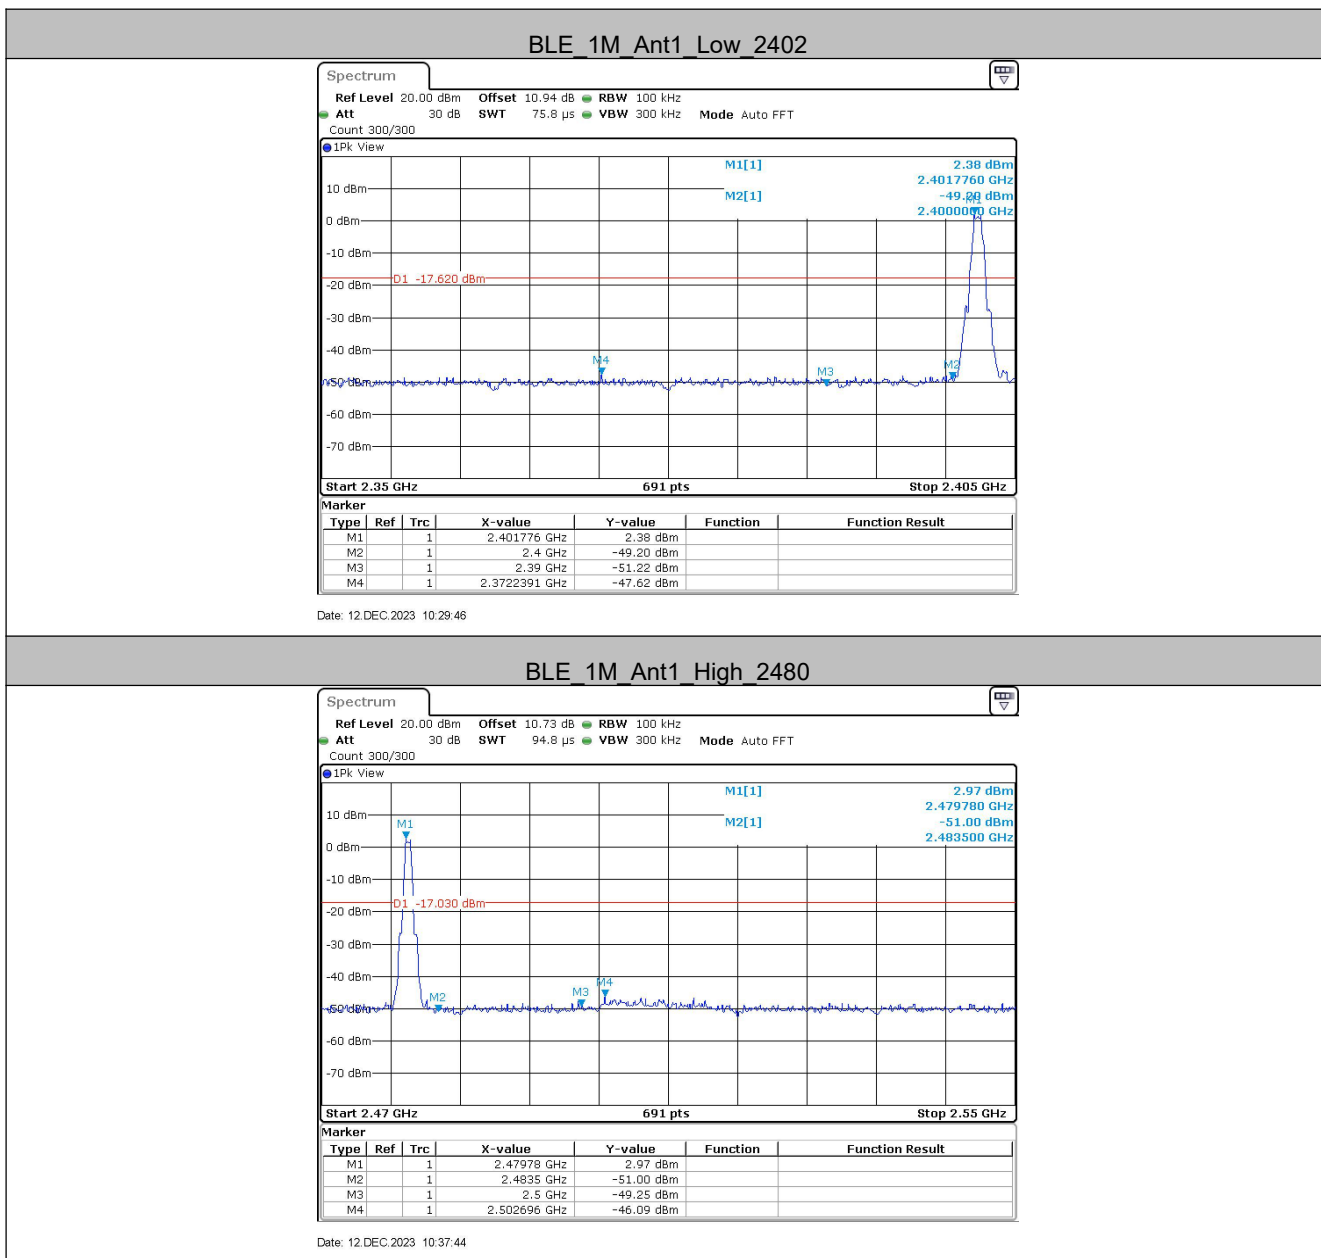 BLE_1M_Ant1_Low_2402
Spectrum
Ref Level 20.00 dBm Offset 10.94 dB RBW 100 kHz
Att 30 dB SWT 75.8 µs VBW 300 kHz Mode Auto FFT
Count 300/300
1Pk View
M1[1] 2.38 dBm
2.4017760 GHz
M2[1] -49.20 dBm
2.4000000 GHz
M1
10 dBm
0 dBm
-10 dBm
D1 -17.620 dBm
-20 dBm
-30 dBm
-40 dBm
M4
M3
M2
-50 dBm
-60 dBm
-70 dBm
Start 2.35 GHz 691 pts Stop 2.405 GHz
Marker
Type Ref Trc X-value Y-value Function Function Result
M1 1 2.401776 GHz 2.38 dBm
M2 1 2.4 GHz -49.20 dBm
M3 1 2.39 GHz -51.22 dBm
M4 1 2.3722391 GHz -47.62 dBm
Date: 12.DEC.2023 10:29:46
BLE_1M_Ant1_High_2480
Spectrum
Ref Level 20.00 dBm Offset 10.73 dB RBW 100 kHz
Att 30 dB SWT 94.8 µs VBW 300 kHz Mode Auto FFT
Count 300/300
1Pk View
M1[1] 2.97 dBm
2.479780 GHz
M2[1] -51.00 dBm
2.483500 GHz
10 dBm
M1
0 dBm
-10 dBm
D1 -17.030 dBm
-20 dBm
-30 dBm
-40 dBm
M4
M3
M2
-50 dBm
-60 dBm
-70 dBm
Start 2.47 GHz 691 pts Stop 2.55 GHz
Marker
Type Ref Trc X-value Y-value Function Function Result
M1 1 2.47978 GHz 2.97 dBm
M2 1 2.4835 GHz -51.00 dBm
M3 1 2.5 GHz -49.25 dBm
M4 1 2.502696 GHz -46.09 dBm
Date: 12.DEC.2023 10:37:44